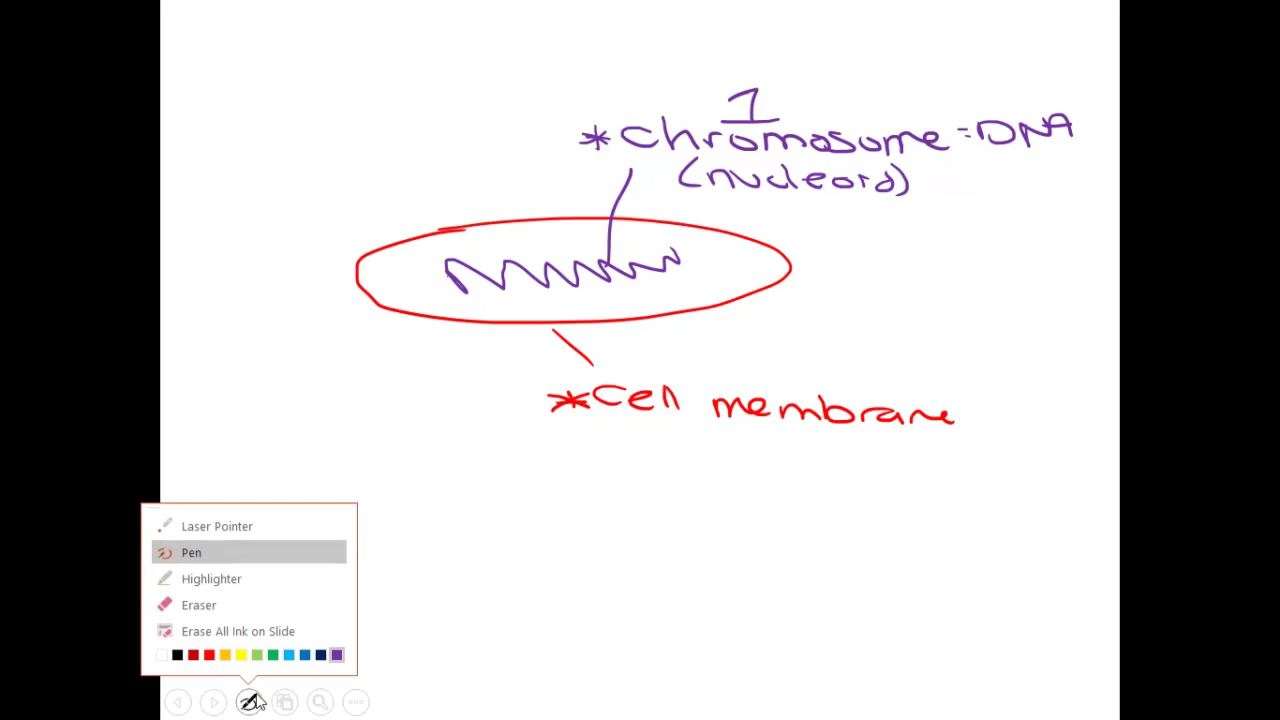 1
*Chromosome = DNA
(nucleoid)
*Cell membrane
Laser Pointer
Pen
Highlighter
Eraser
Erase All Ink on Slide